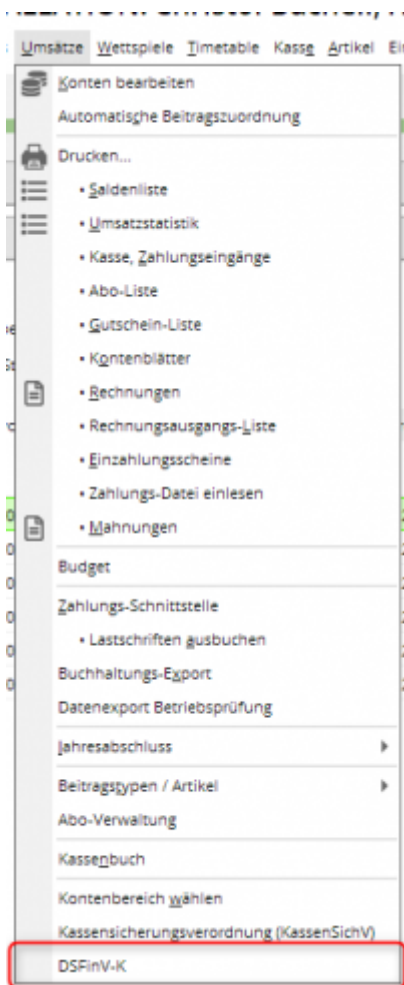 Umsätze Wettspiele Timetable Kasse Artikel
Konten bearbeiten
Automatische Beitragszuordnung
Drucken...
• Saldenliste
• Umsatzstatistik
• Kasse, Zahlungseingänge
• Abo-Liste
• Gutschein-Liste
• Kontenblätter
• Rechnungen
• Rechnungsausgangs-Liste
• Einzahlungsscheine
• Zahlungs-Datei einlesen
• Mahnungen
Budget
Zahlungs-Schnittstelle
• Lastschriften ausbuchen
Buchhaltungs-Export
Datenexport Betriebsprüfung
Jahresabschluss
Beitragstypen / Artikel
Abo-Verwaltung
Kassenbuch
Kontenbereich wählen
Kassensicherungsverordnung (KassenSichV)
DSFinV-K